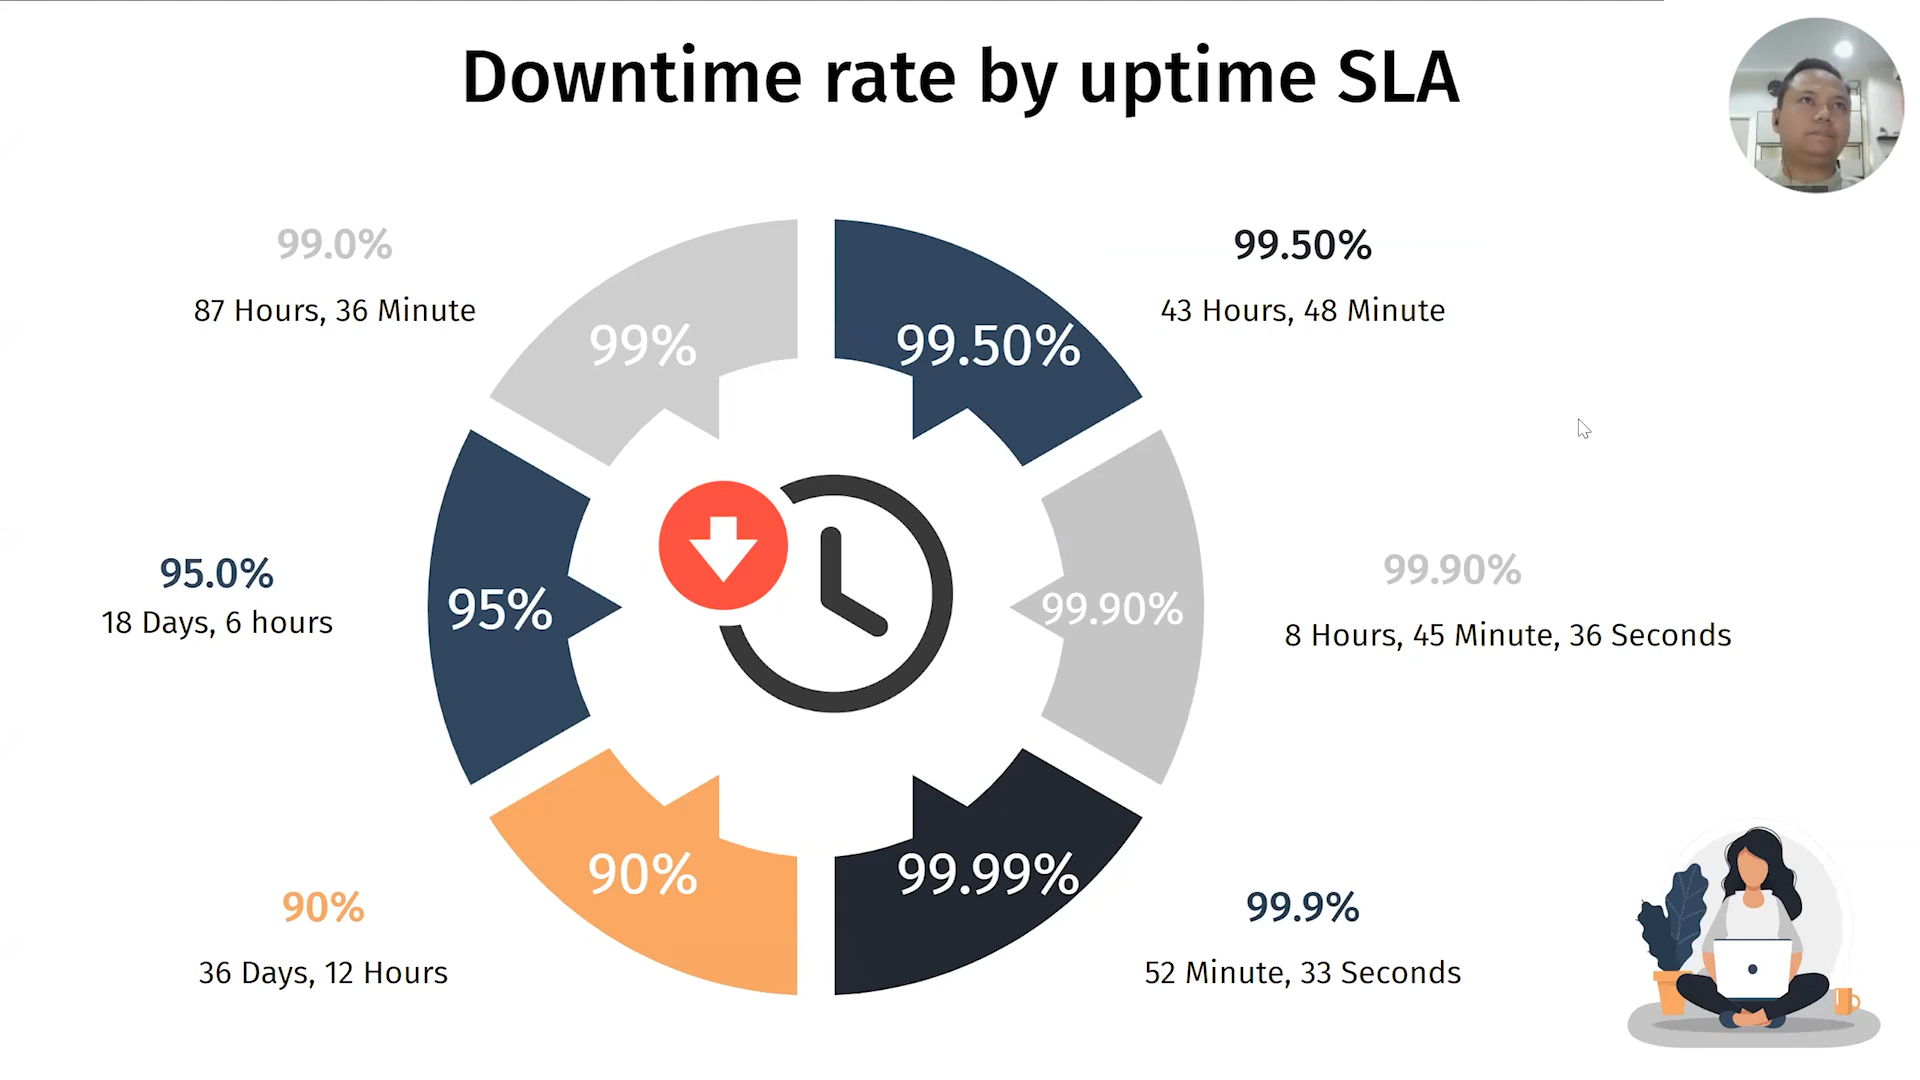 Downtime rate by uptime SLA
99.0%
87 Hours, 36 Minute
99%
99.50%
99.50%
43 Hours, 48 Minute
95.0%
18 Days, 6 hours
95%
99.90%
99.90%
8 Hours, 45 Minute, 36 Seconds
90%
36 Days, 12 Hours
90%
99.99%
99.9%
52 Minute, 33 Seconds